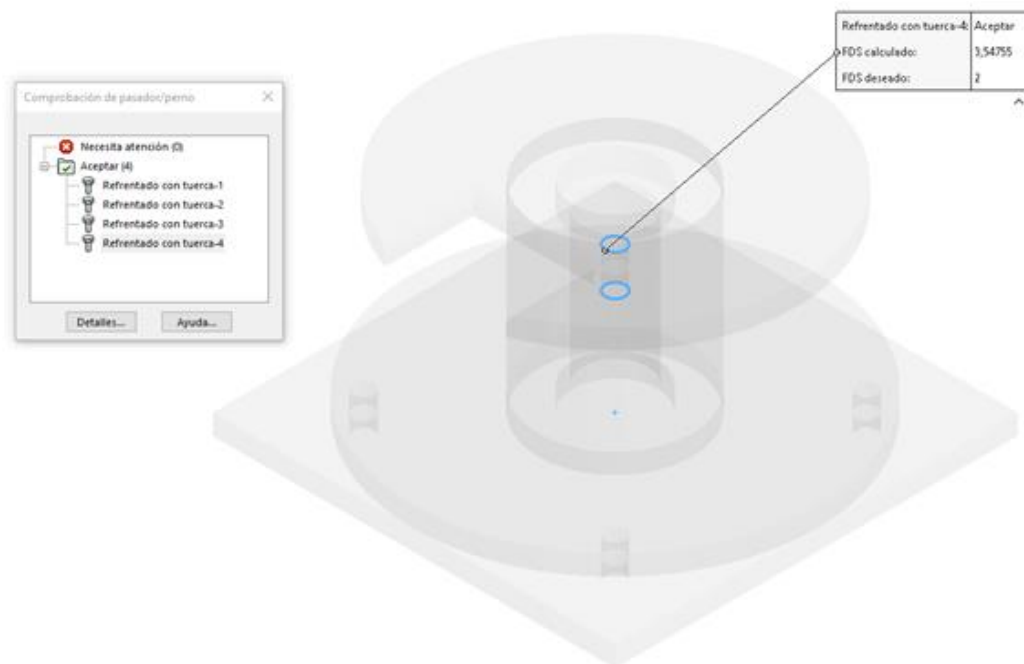 Comprobación de pasador/perno
Necesita atención (0)
Aceptar (4)
Refrentado con tuerca-1
Refrentado con tuerca-2
Refrentado con tuerca-3
Refrentado con tuerca-4
Detalles...
Ayuda...
Refrentado con tuerca-4: Aceptar
FDS calculado: 3,54755
FDS deseado: 2